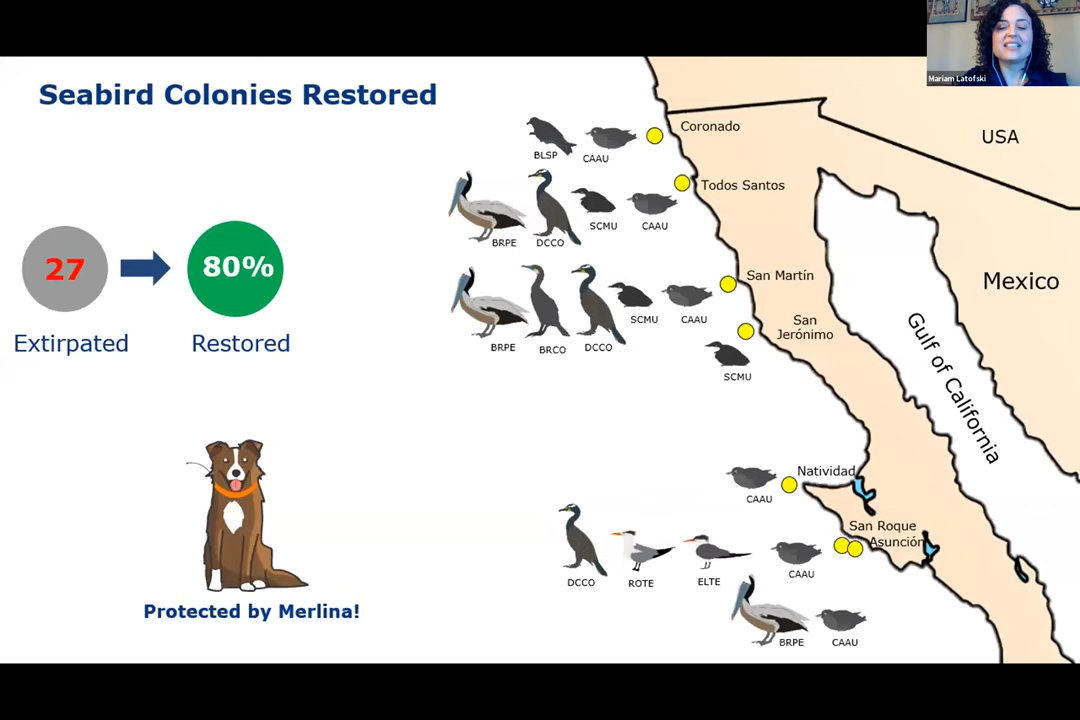 Mariam Latofski
Seabird Colonies Restored
USA
Coronado
BLSP
CAAU
Todos Santos
BRPE
DCCO
SCMU
CAAU
27
80%
Extirpated
Restored
San Martín
Mexico
SCMU
CAAU
BRPE
BRCO
DCCO
San
Jerónimo
SCMU
Gulf of California
Natividad
CAAU
San Roque
Asunción
DCCO
ROTE
ELTE
CAAU
BRPE
CAAU
Protected by Merlina!